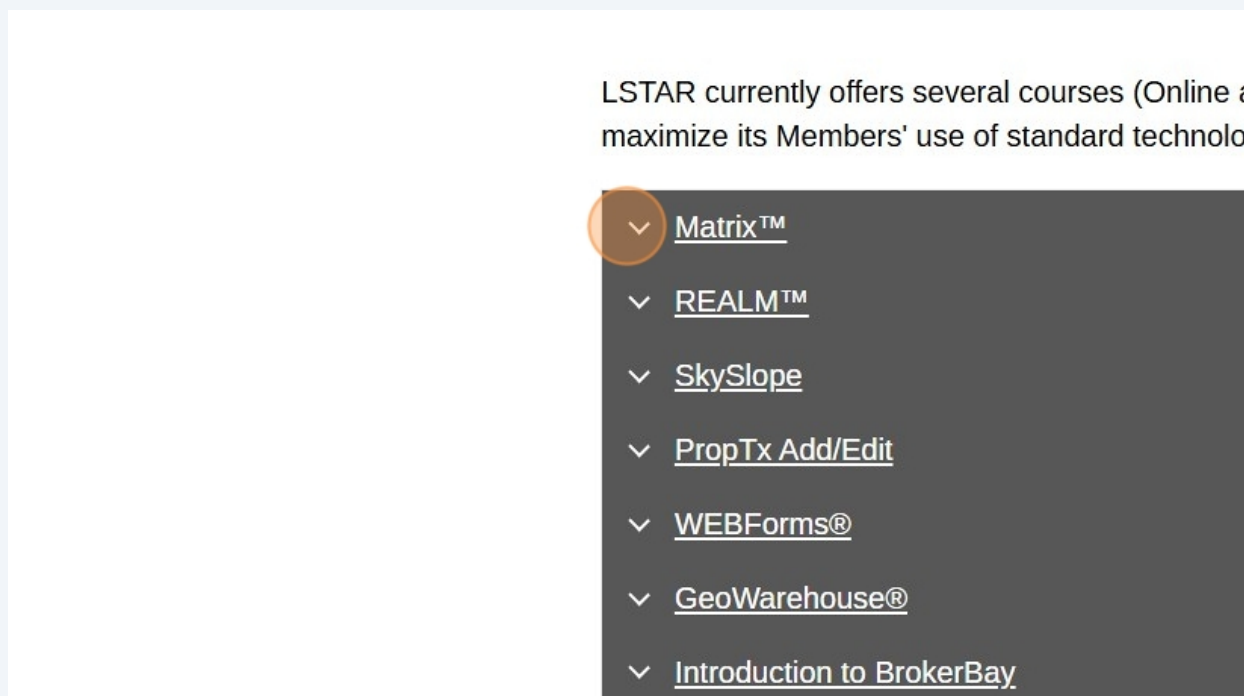 LSTAR currently offers several courses (Online
maximize its Members' use of standard
Matrix™
REALM™
SkySlope
PropTx Add/Edit
WEBForms®
GeoWarehouse®
Introduction to BrokerBay